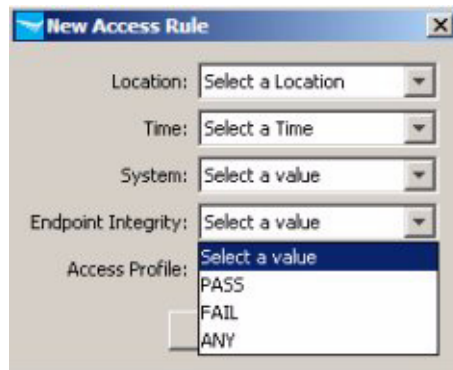 New Access Rule
Location: Select a Location
Time: Select a Time
System: Select a value
Endpoint Integrity: Select a value
Select a value
Access Profile:
PASS
FAIL
ANY